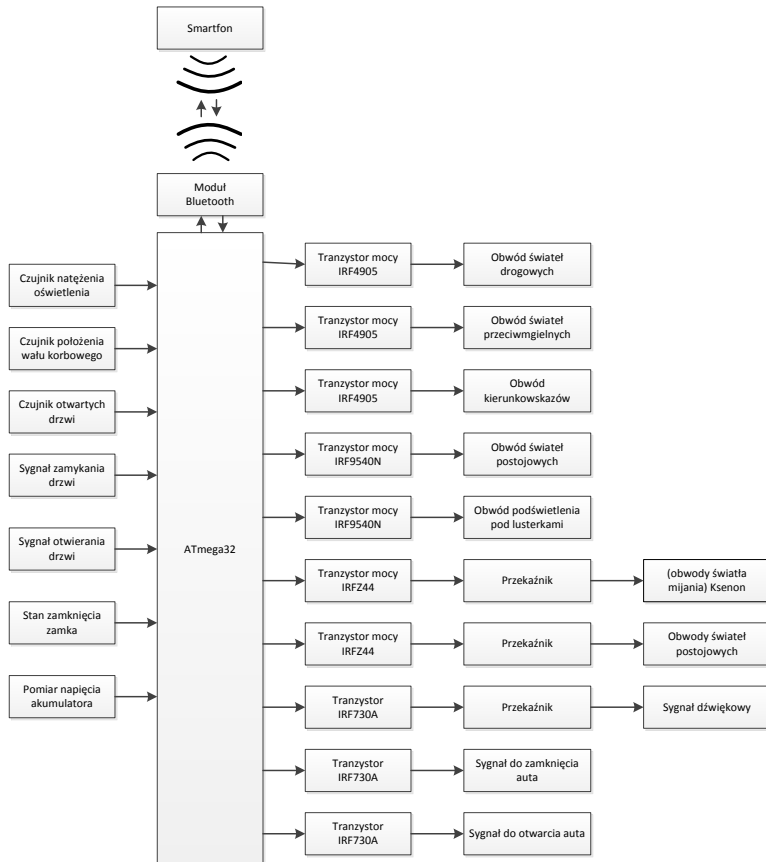 Smartfon
Moduł
Bluetooth
Czujnik natężenia
oświetlenia
Czujnik położenia
wału korbowego
Czujnik otwartych
drzwi
Sygnał zamykania
drzwi
Sygnał otwierania
drzwi
Stan zamknięcia
zamka
Pomiar napięcia
akumulatora
ATmega32
Tranzystor mocy
IRF4905
Obwód świateł
drogowych
Tranzystor mocy
IRF4905
Obwód świateł
przeciwmgielnych
Tranzystor mocy
IRF4905
Obwód
kierunkowskazów
Tranzystor mocy
IRF9540N
Obwód świateł
postojowych
Tranzystor mocy
IRF9540N
Obwód podświetlenia
pod lusterkami
Tranzystor mocy
IRFZ44
Przekaźnik
(obwody światła
mijania) Ksenon
Tranzystor mocy
IRFZ44
Przekaźnik
Obwody świateł
postojowych
Tranzystor
IRF730A
Przekaźnik
Sygnał dźwiękowy
Tranzystor
IRF730A
Sygnał do zamknięcia
auta
Tranzystor
IRF730A
Sygnał do otwarcia auta